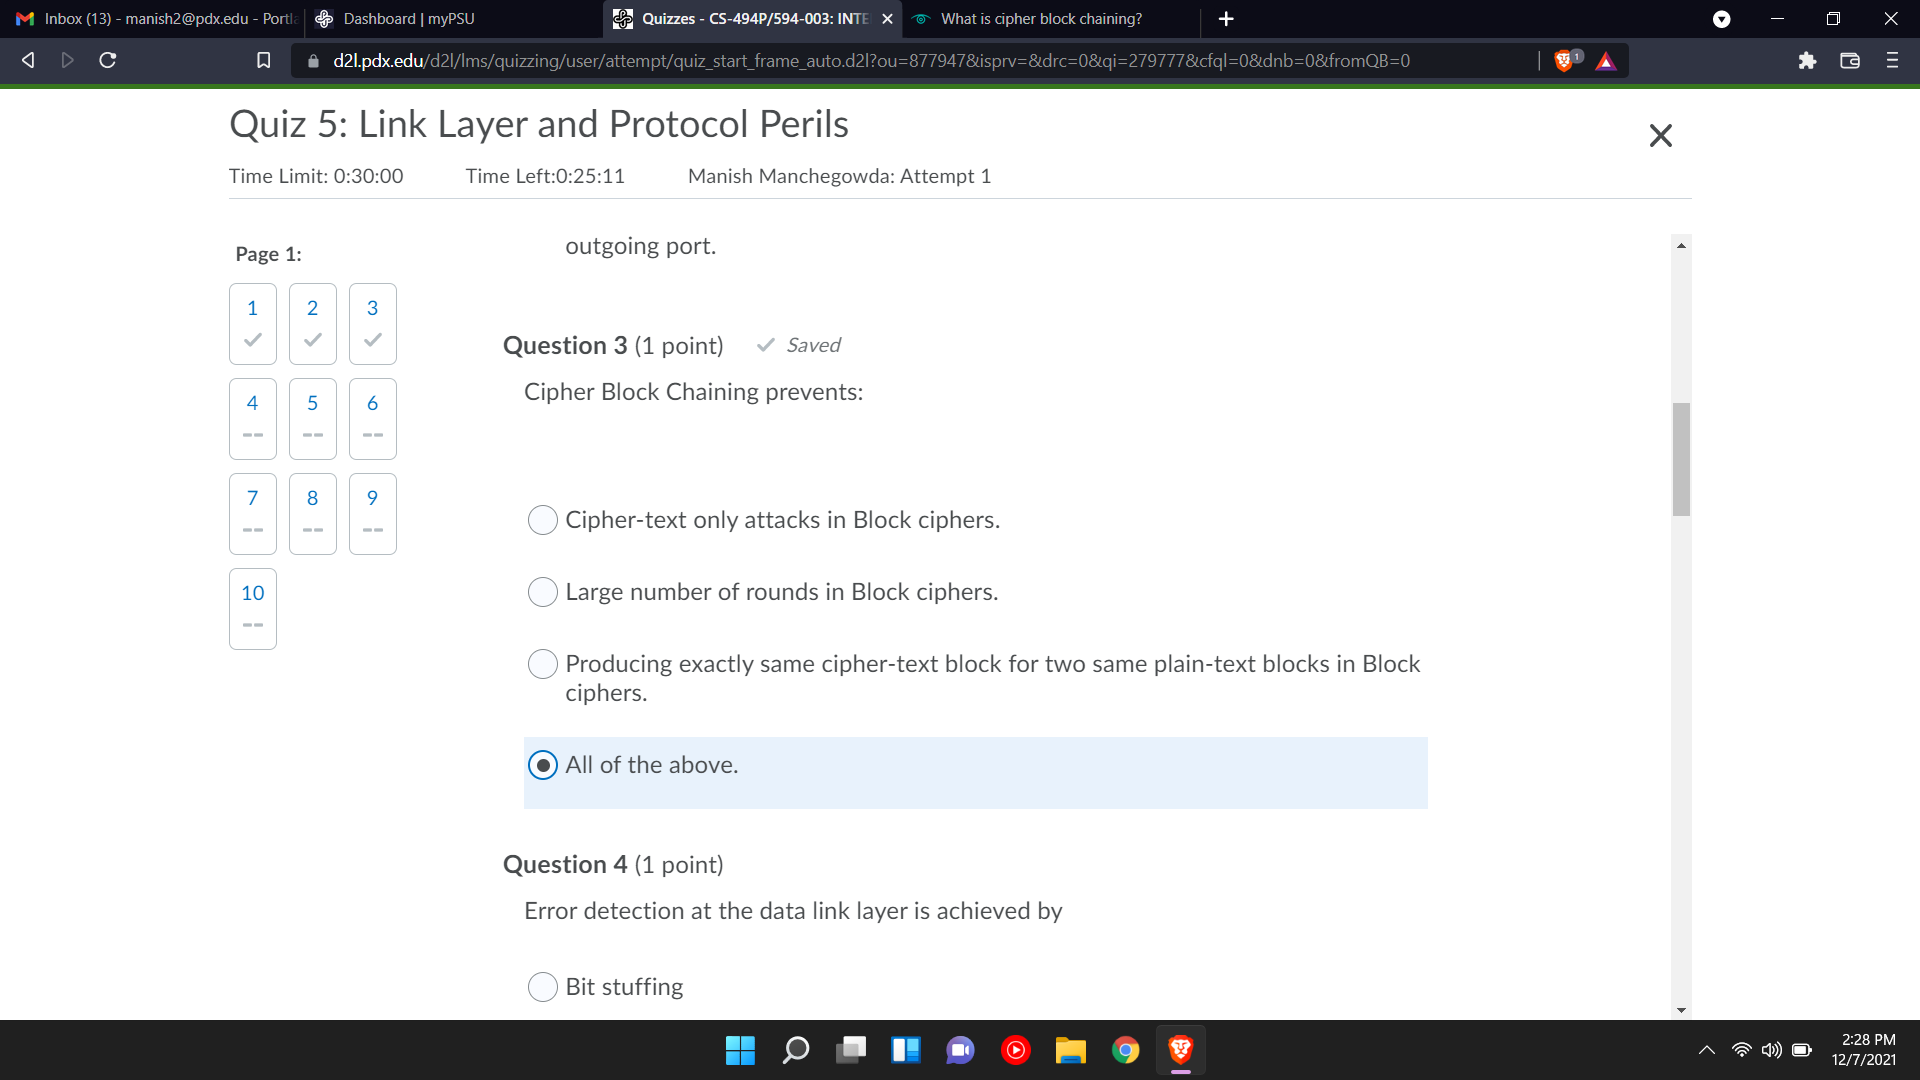 Inbox (13) - manish2@pdx.edu - Portl
Dashboard | myPSU
Quizzes - CS-494P/594-003: INTE
What is cipher block chaining?
d2l.pdx.edu/d2l/lms/quizzing/user/attempt/quiz_start_frame_auto.d2l?ou=877947&isprv=&drc=0&qi=279777&cfql=0&dnb=0&fromQB=0
1
Quiz 5: Link Layer and Protocol Perils
Time Limit: 0:30:00 Time Left:0:25:11 Manish Manchegowda: Attempt 1
Page 1:
1 2 3
4 5 6
-- -- --
7 8 9
-- -- --
10
--
outgoing port.
Question 3 (1 point) Saved
Cipher Block Chaining prevents:
Cipher-text only attacks in Block ciphers.
Large number of rounds in Block ciphers.
Producing exactly same cipher-text block for two same plain-text blocks in Block
ciphers.
All of the above.
Question 4 (1 point)
Error detection at the data link layer is achieved by
Bit stuffing
2:28 PM
12/7/2021